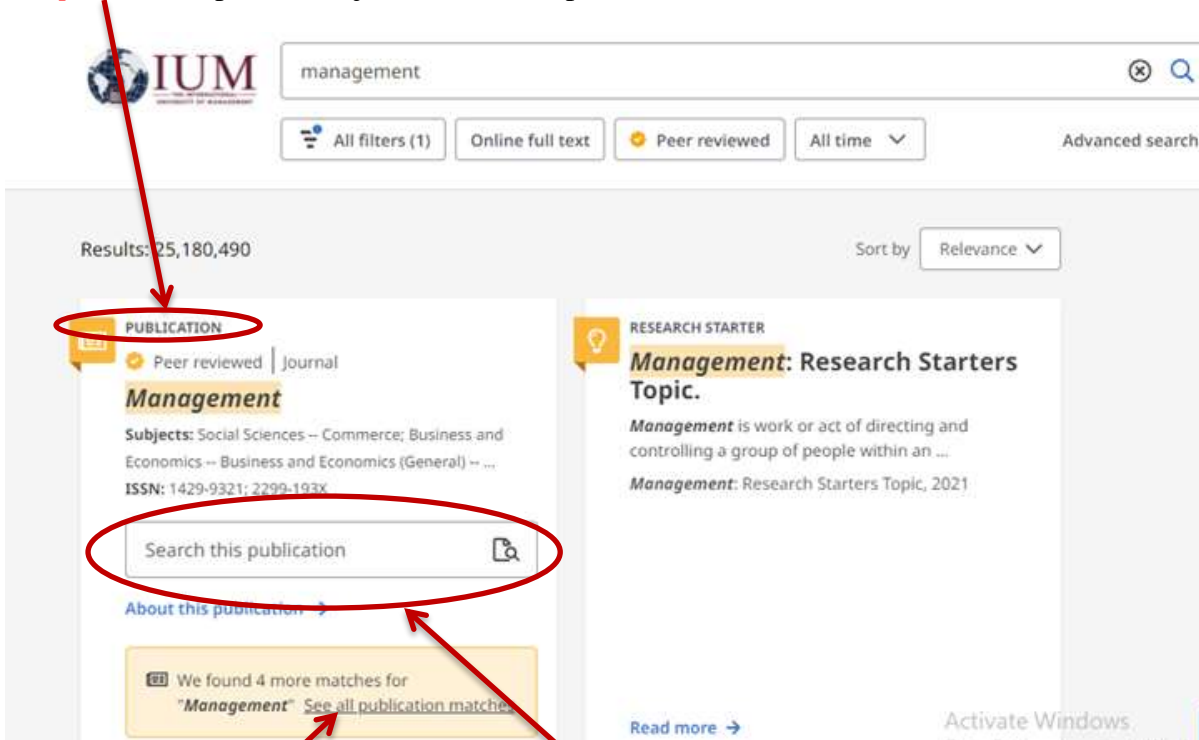 IUM
THE INTERNATIONAL
UNIVERSITY OF MANAGEMENT
management
All filters (1)
Online full text
Peer reviewed
All time
Advanced search
Results: 25,180,490
Sort by
Relevance
PUBLICATION
Peer reviewed | Journal
Management
Subjects: Social Sciences -- Commerce; Business and
Economics -- Business and Economics (General) -- ...
ISSN: 1429-9321; 2299-193X
Search this publication
About this publication →
We found 4 more matches for
"Management" See all publication matches
RESEARCH STARTER
Management: Research Starters
Topic.
Management is work or act of directing and
controlling a group of people within an ...
Management: Research Starters Topic, 2021
Read more →
Activate Windows